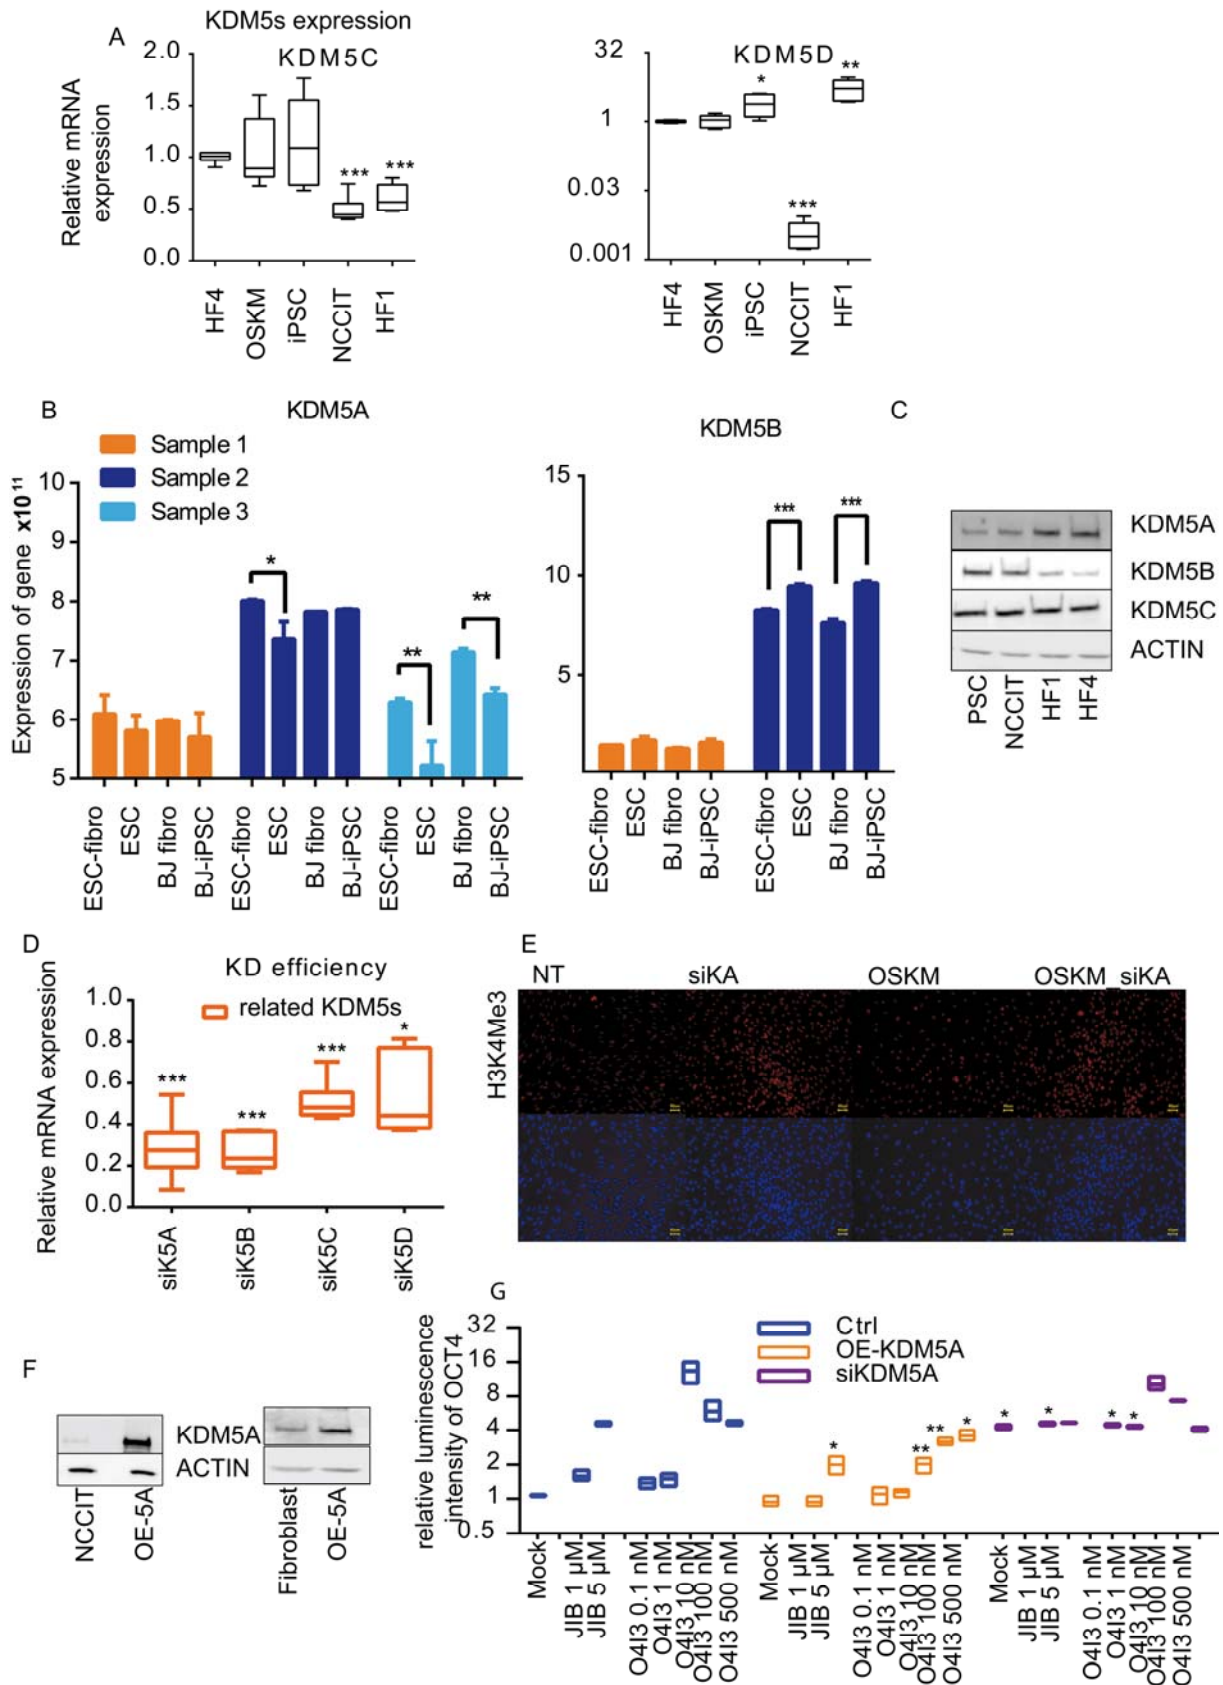 A
KDM5s expression
KDM5C
Relative mRNA
expression
2.0
1.5
1.0
0.5
0.0
***
***
HF4
OSKM
iPSC
NCCIT
HF1
KDM5D
32
1
0.03
0.001
*
***
**
HF4
OSKM
iPSC
NCCIT
HF1
B
KDM5A
Sample 1
Sample 2
Sample 3
Expression of gene x10¹¹
10
9
8
7
6
5
*
**
**
ESC-fibro
ESC
BJ fibro
BJ-iPSC
ESC-fibro
ESC
BJ fibro
BJ-iPSC
ESC-fibro
ESC
BJ fibro
BJ-iPSC
KDM5B
15
10
5
***
***
ESC-fibro
ESC
BJ fibro
BJ-iPSC
ESC-fibro
ESC
BJ fibro
BJ-iPSC
C
KDM5A
KDM5B
KDM5C
ACTIN
PSC
NCCIT
HF1
HF4
D
KD efficiency
related KDM5s
Relative mRNA expression
1.0
0.8
0.6
0.4
0.2
0.0
***
***
***
*
siK5A
siK5B
siK5C
siK5D
E
NT
siKA
OSKM
OSKM_siKA
H3K4Me3
F
KDM5A
ACTIN
NCCIT
OE-5A
Fibroblast
OE-5A
G
relative luminescence
intensity of OCT4
32
16
8
4
2
1
0.5
Ctrl
OE-KDM5A
siKDM5A
*
**
**
*
*
*
*
*
Mock
JIB 1 µM
JIB 5 µM
O4I3 0.1 nM
O4I3 1 nM
O4I3 10 nM
O4I3 100 nM
O4I3 500 nM
Mock
JIB 1 µM
JIB 5 µM
O4I3 0.1 nM
O4I3 1 nM
O4I3 10 nM
O4I3 100 nM
O4I3 500 nM
Mock
JIB 1 µM
JIB 5 µM
O4I3 0.1 nM
O4I3 1 nM
O4I3 10 nM
O4I3 100 nM
O4I3 500 nM